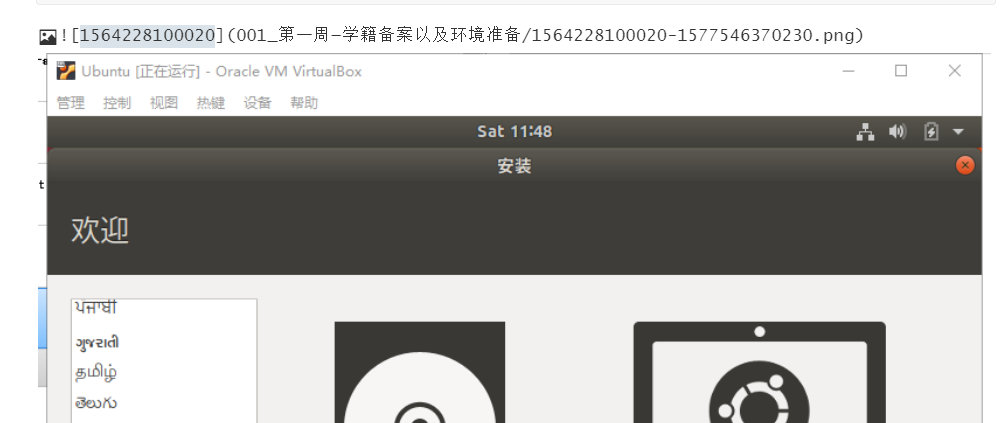 ![1564228100020](001_第一周-学籍备案以及环境准备/1564228100020-1577546370230.png)
Ubuntu [正在运行] - Oracle VM VirtualBox
管理 控制 视图 热键 设备 帮助
Sat 11:48
安装
欢迎
ਪੰਜਾਬੀ
ગુજરાતી
தமிழ்
తెలుగు